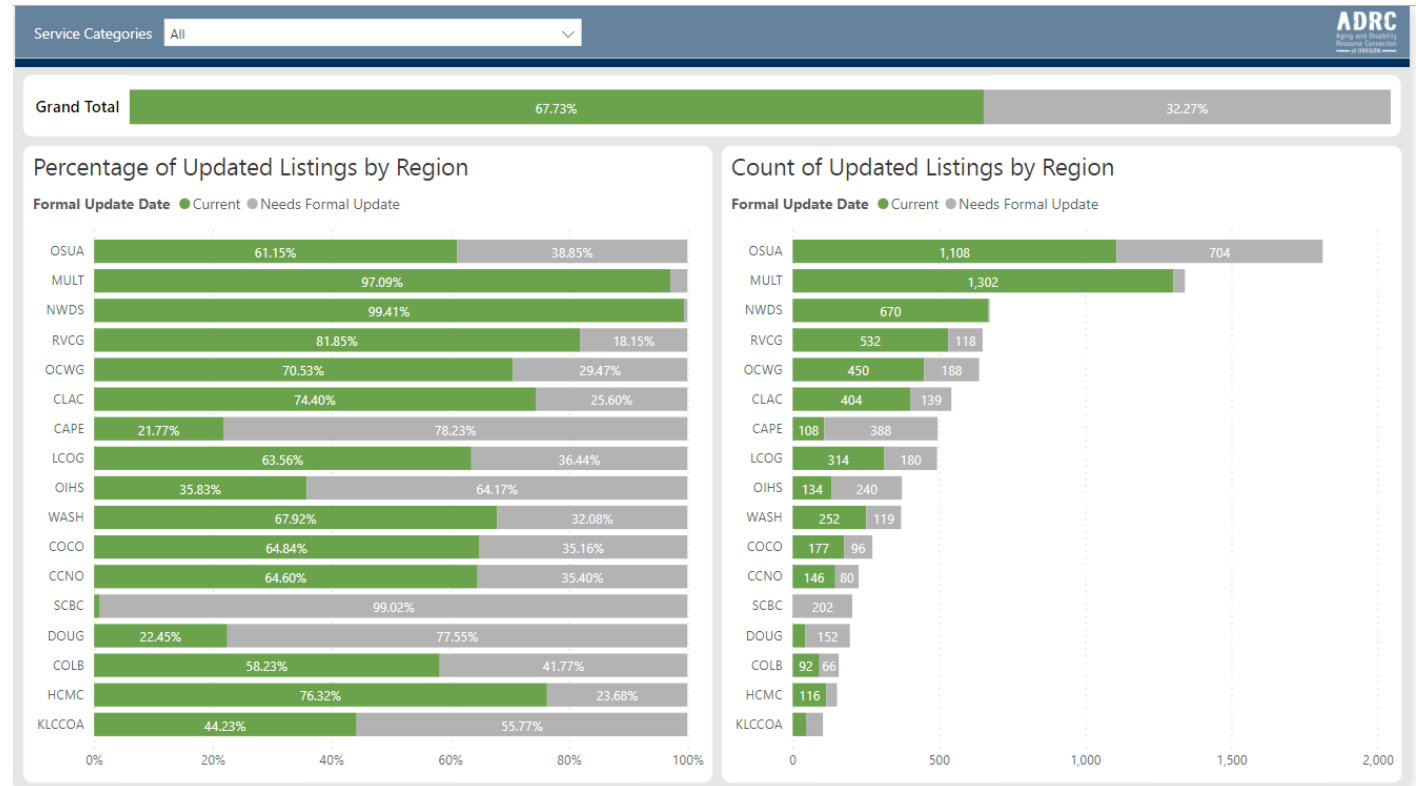 Service Categories All
ADRC
Aging and Disability
Resource Connection
of OREGON
Grand Total 67.73% 32.27%
Percentage of Updated Listings by Region
Formal Update Date Current Needs Formal Update
OSUA 61.15% 38.85%
MULT 97.09%
NWDS 99.41%
RVCG 81.85% 18.15%
OCWG 70.53% 29.47%
CLAC 74.40% 25.60%
CAPE 21.77% 78.23%
LCOG 63.56% 36.44%
OIHS 35.83% 64.17%
WASH 67.92% 32.08%
COCO 64.84% 35.16%
CCNO 64.60% 35.40%
SCBC 99.02%
DOUG 22.45% 77.55%
COLB 58.23% 41.77%
HCMC 76.32% 23.68%
KLCCOA 44.23% 55.77%
0% 20% 40% 60% 80% 100%
Count of Updated Listings by Region
Formal Update Date Current Needs Formal Update
OSUA 1,108 704
MULT 1,302
NWDS 670
RVCG 532 118
OCWG 450 188
CLAC 404 139
CAPE 108 388
LCOG 314 180
OIHS 134 240
WASH 252 119
COCO 177 96
CCNO 146 80
SCBC 202
DOUG 152
COLB 92 66
HCMC 116
KLCCOA
0 500 1,000 1,500 2,000